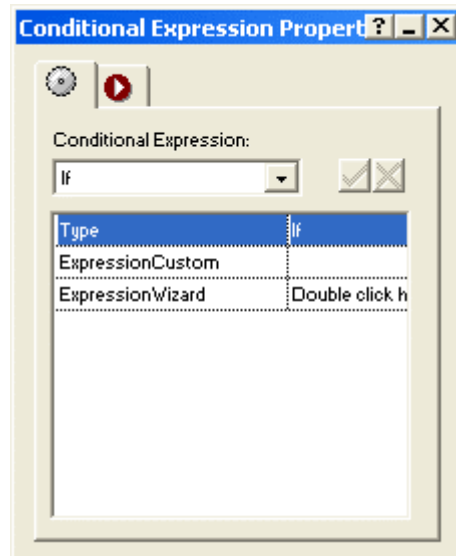 Conditional Expression Propert
Conditional Expression:
If
Type If
ExpressionCustom
ExpressionWizard Double click h